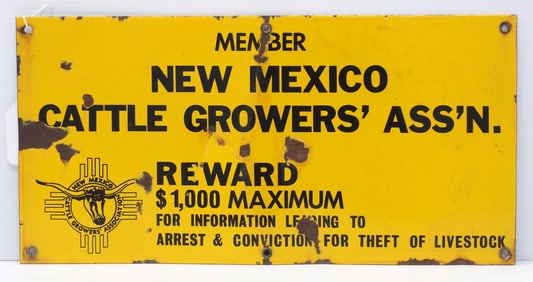 MEMBER
NEW MEXICO
CATTLE GROWERS' ASS'N.
REWARD
$1,000 MAXIMUM
FOR INFORMATION LEADING TO
ARREST & CONVICTION FOR THEFT OF LIVESTOCK
NEW MEXICO
CATTLE GROWERS' ASSOCIATION